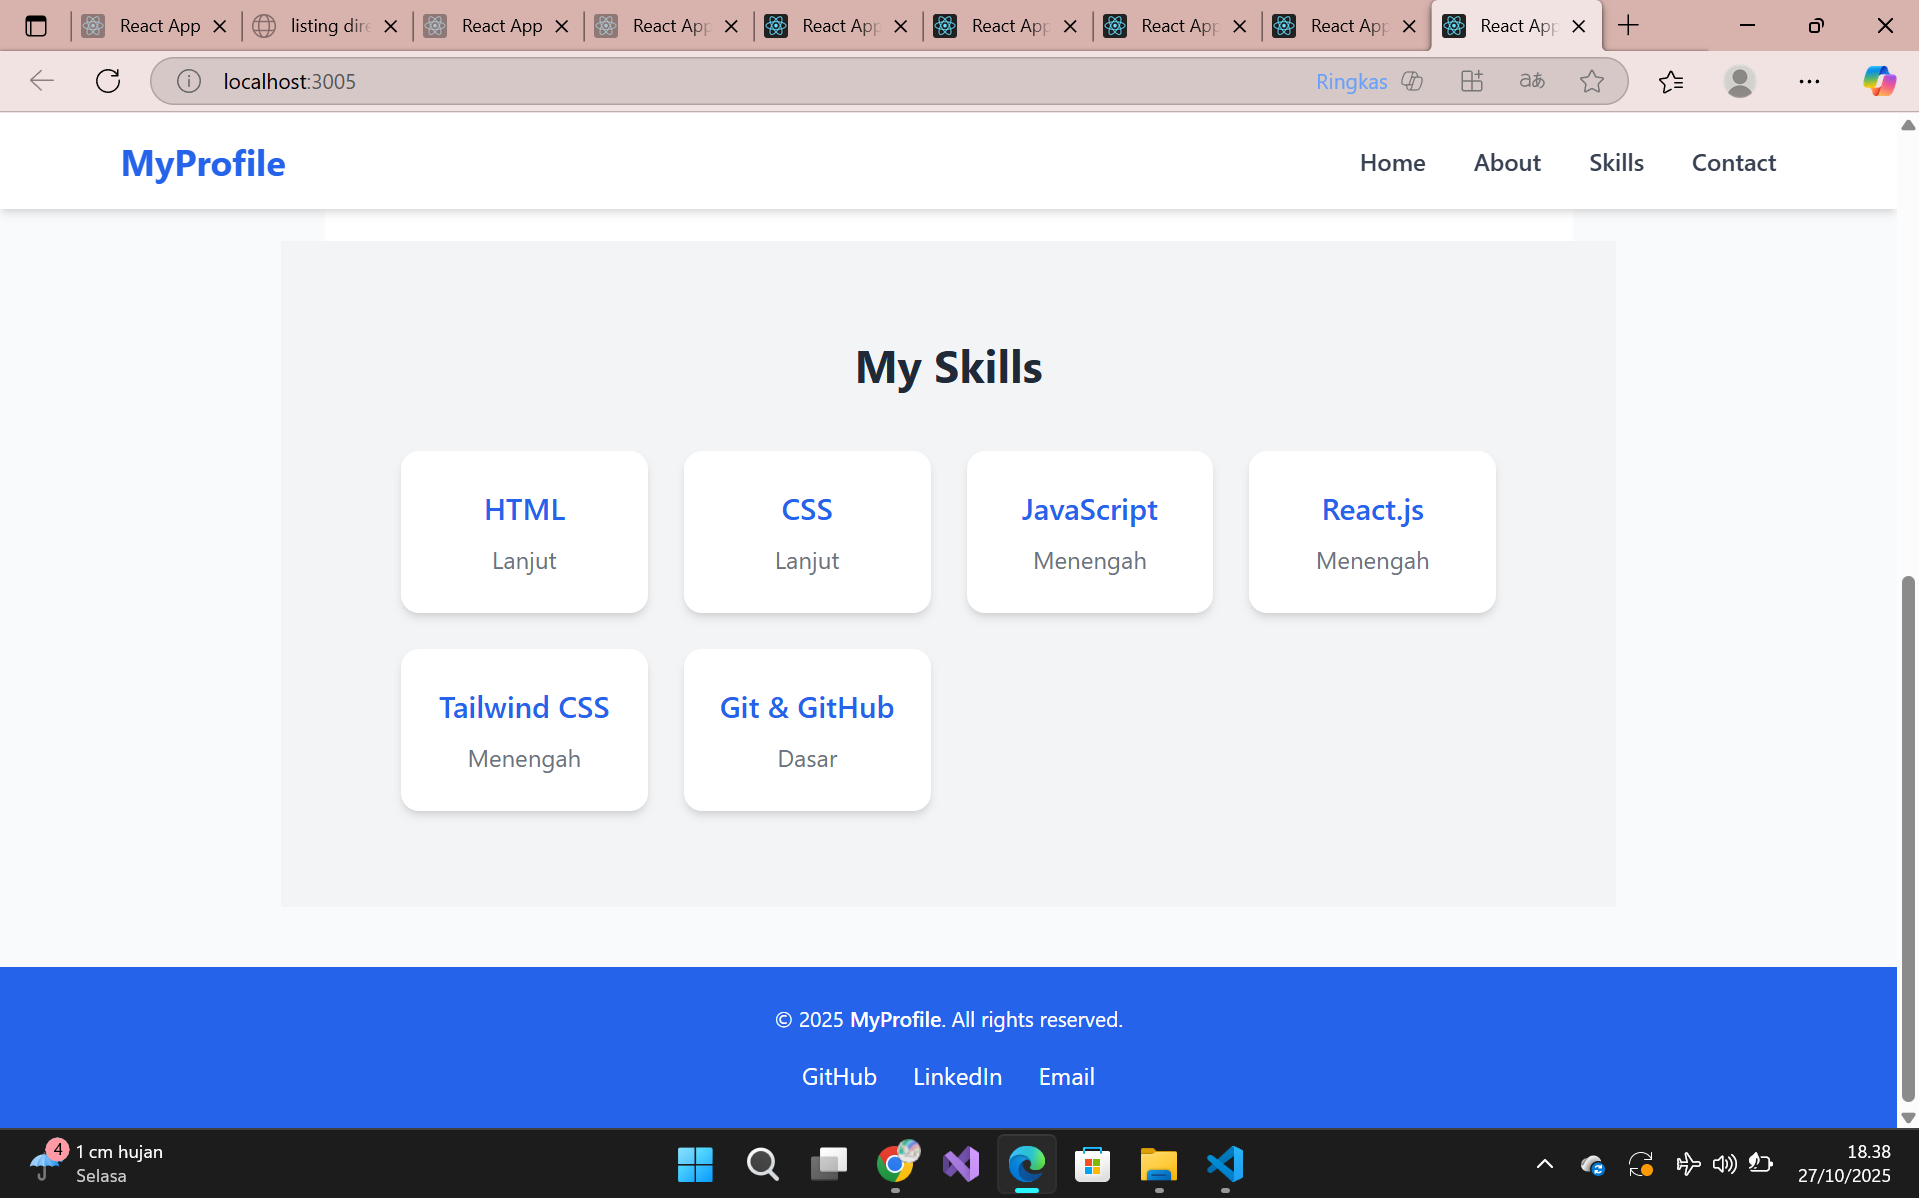 React App
listing dire
React App
React App
React App
React App
React App
React App
React App
localhost:3005
Ringkas
aあ
MyProfile
Home
About
Skills
Contact
My Skills
HTML
CSS
JavaScript
React.js
Lanjut
Lanjut
Menengah
Menengah
Tailwind CSS
Git & GitHub
Menengah
Dasar
© 2025 MyProfile. All rights reserved.
GitHub
LinkedIn
Email
4
1 cm hujan
Selasa
18.38
27/10/2025